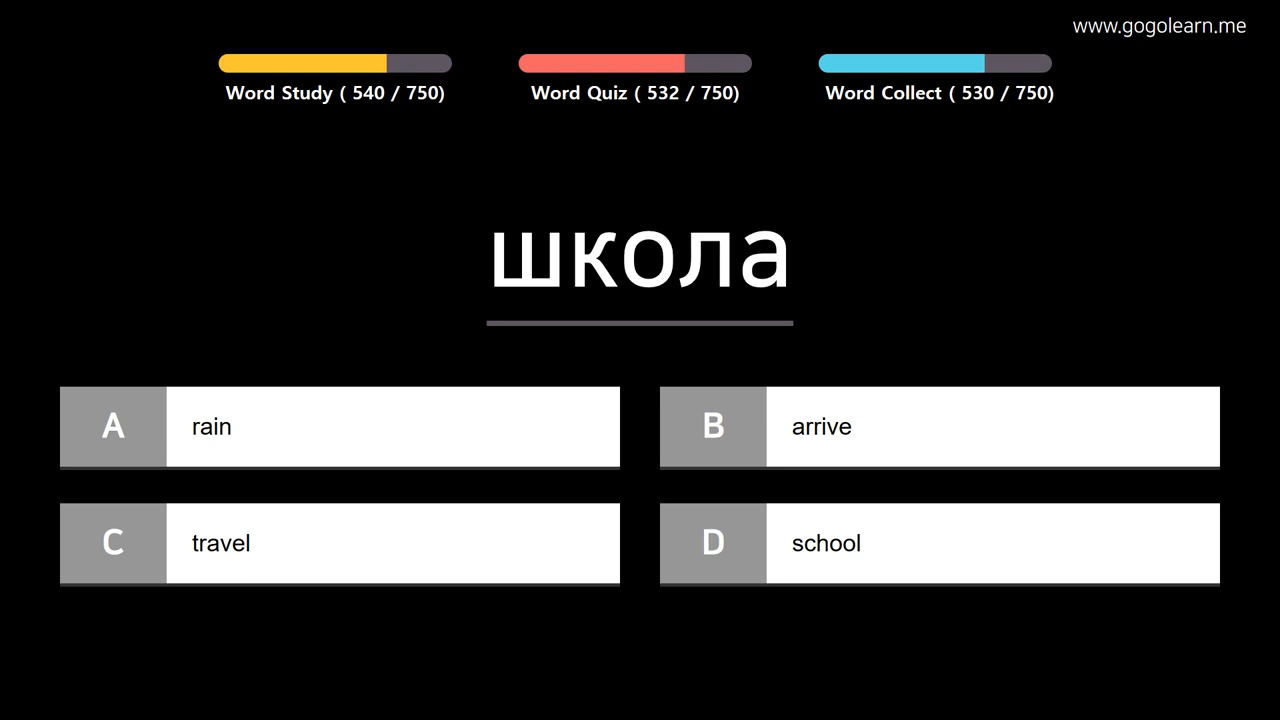 www.gogolearn.me
Word Study ( 540 / 750)
Word Quiz ( 532 / 750)
Word Collect ( 530 / 750)
школа
A rain
B arrive
C travel
D school